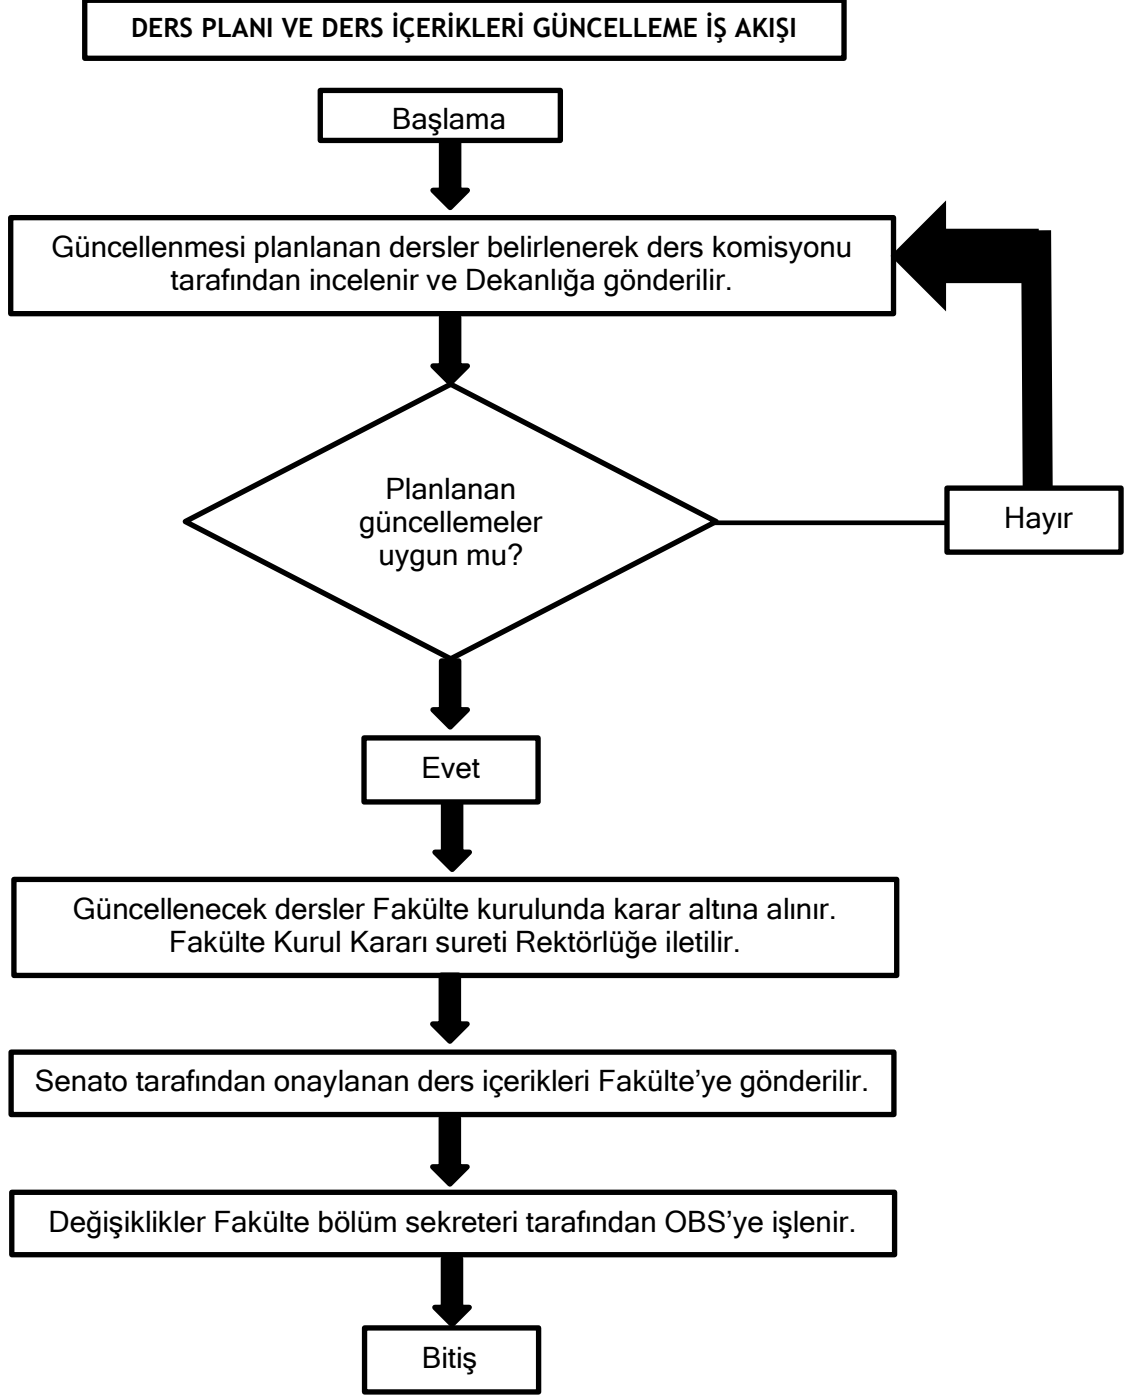 DERS PLANI VE DERS İÇERİKLERİ GÜNCELLEME İŞ AKIŞI
Başlama
Güncellenmesi planlanan dersler belirlenerek ders komisyonu
tarafından incelenir ve Dekanlığa gönderilir.
Planlanan
güncellemeler
uygun mu?
Hayır
Evet
Güncellenecek dersler Fakülte kurulunda karar altına alınır.
Fakülte Kurul Kararı sureti Rektörlüğe iletilir.
Senato tarafından onaylanan ders içerikleri Fakülte’ye gönderilir.
Değişiklikler Fakülte bölüm sekreteri tarafından OBS’ye işlenir.
Bitiş